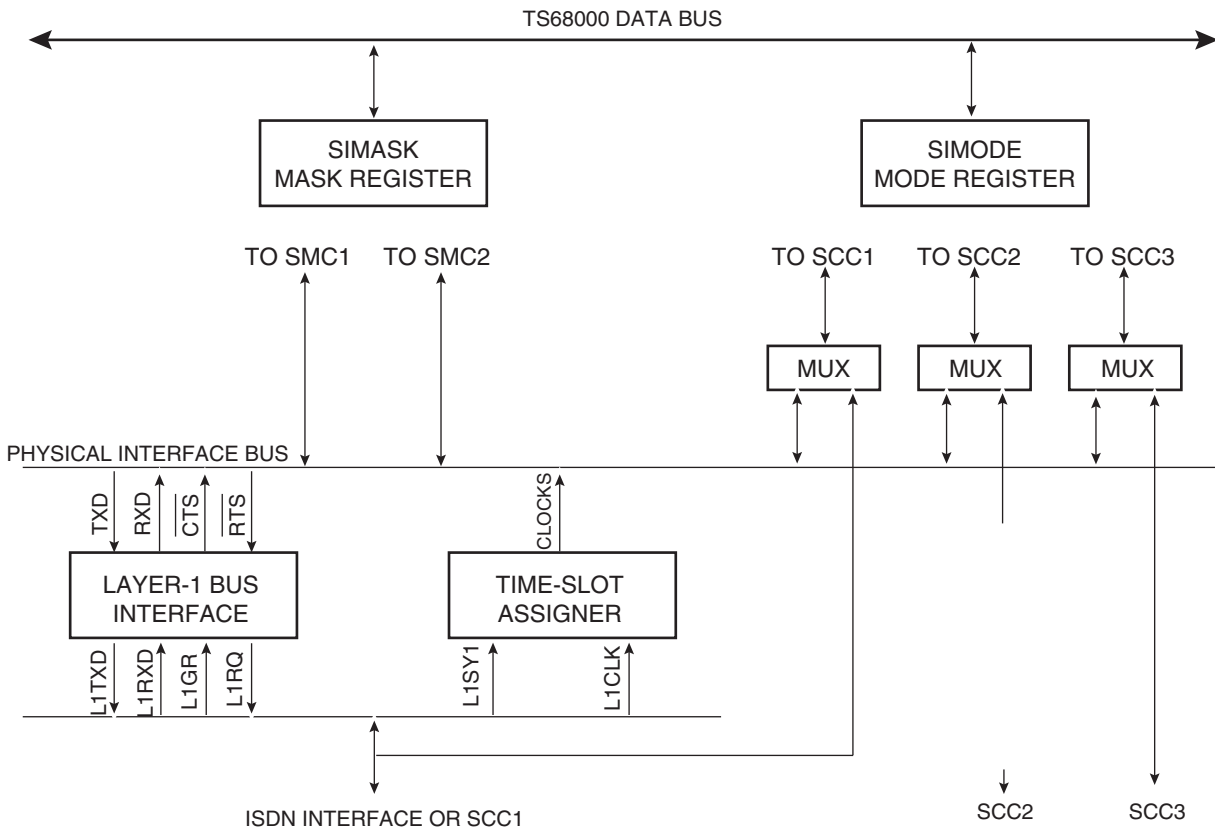 TS68000 DATA BUS
SIMASK
MASK REGISTER
SIMODE
MODE REGISTER
TO SMC1
TO SMC2
TO SCC1
TO SCC2
TO SCC3
MUX
MUX
MUX
PHYSICAL INTERFACE BUS
TXD
RXD
CTS
RTS
CLOCKS
LAYER-1 BUS
INTERFACE
TIME-SLOT
ASSIGNER
L1TXD
L1RXD
L1GR
L1RQ
L1SY1
L1CLK
ISDN INTERFACE OR SCC1
SCC2
SCC3